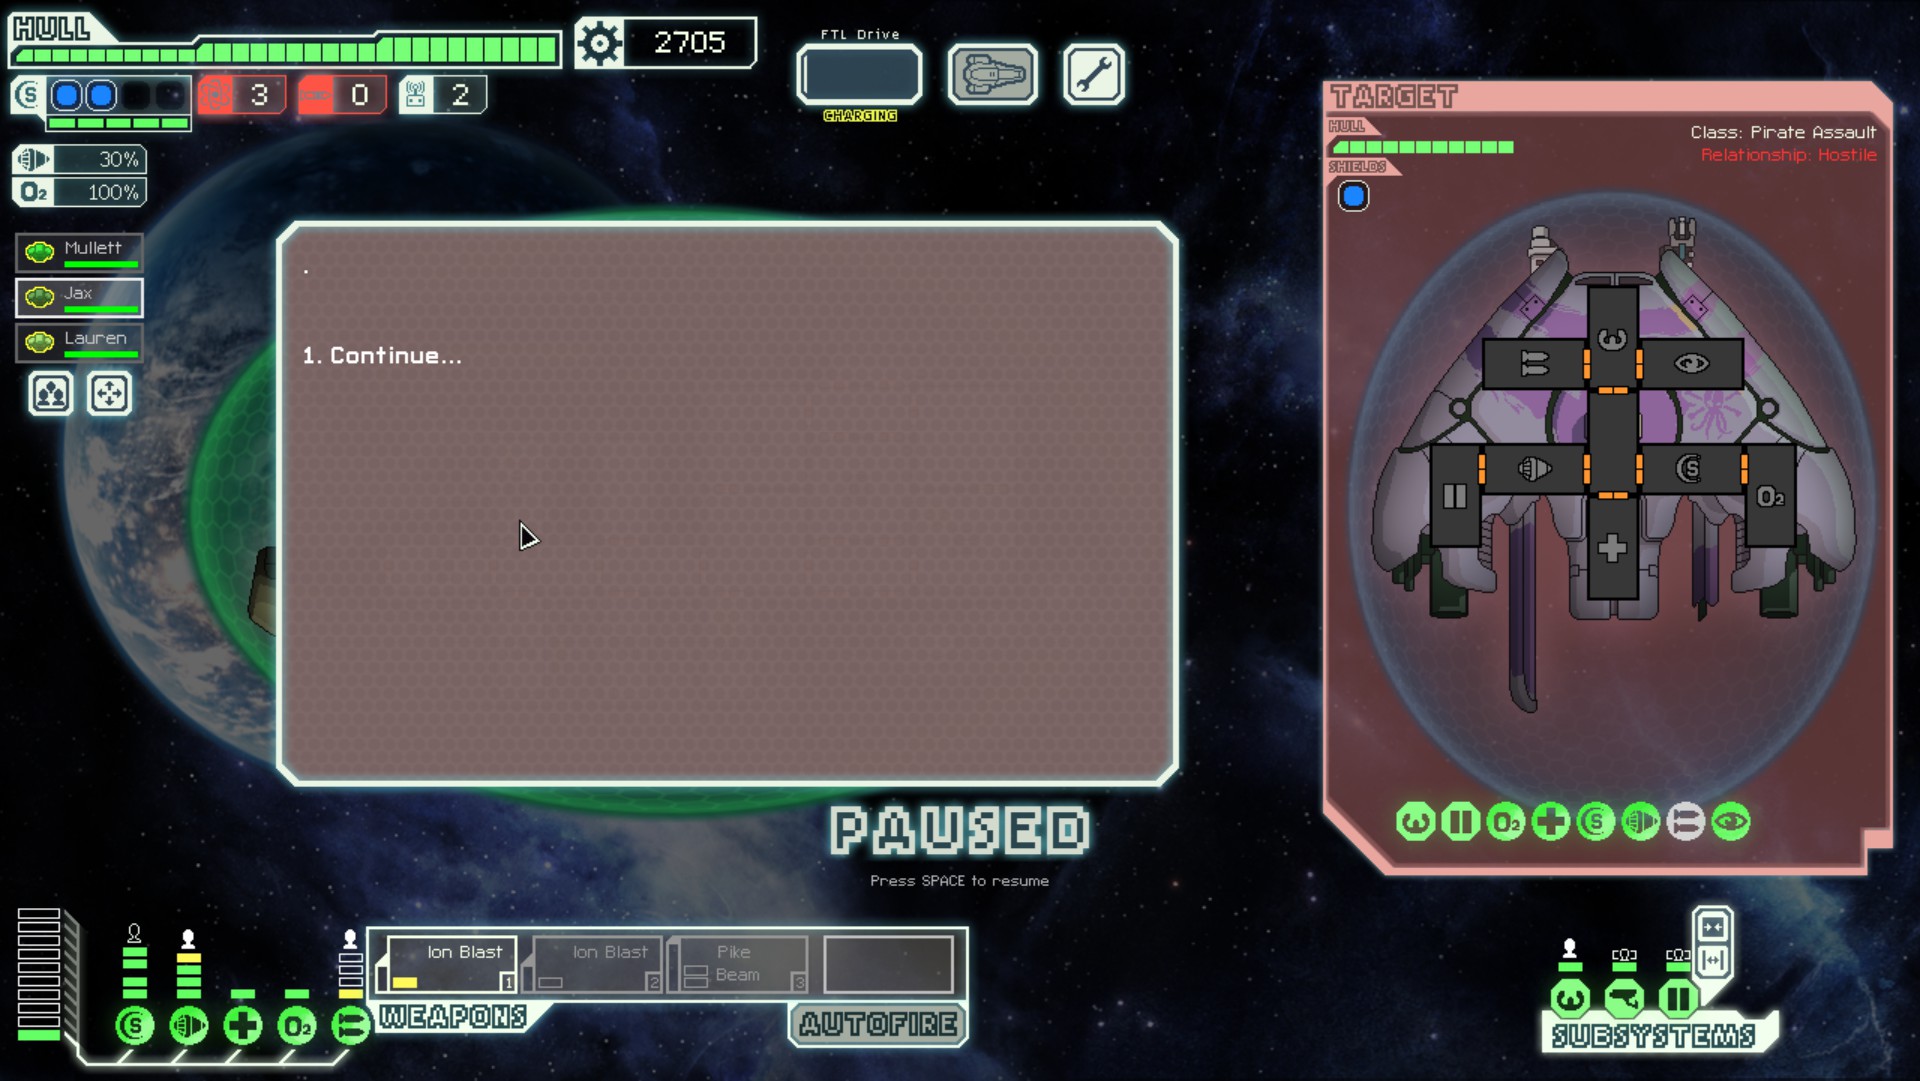 HULL
2705
FTL Drive
CHARGING
3
0
2
30%
O2 100%
Mullett
Jax
Lauren
.
1. Continue...
TARGET
HULL
Class: Pirate Assault
Relationship: Hostile
SHIELDS
S
O2
PAUSED
Press SPACE to resume
Ion Blast 1
Ion Blast 2
Pike Beam 3
WEAPONS
AUTOFIRE
SUBSYSTEMS